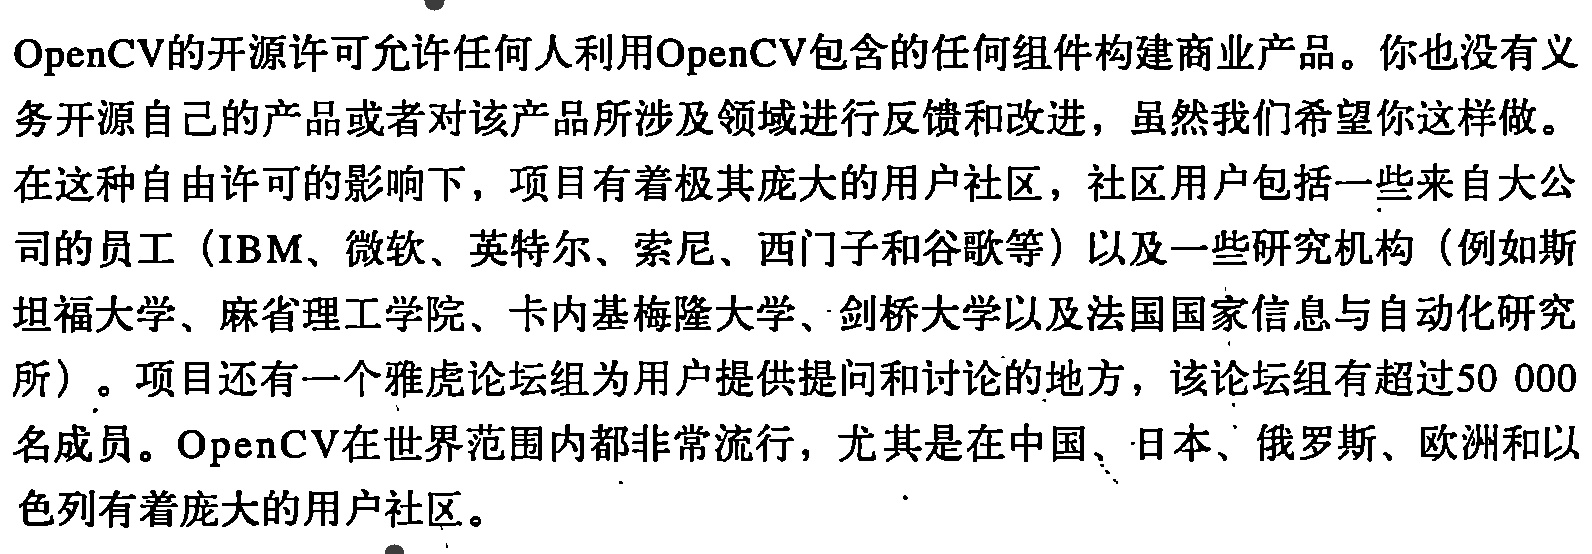 OpenCV的开源许可允许任何人利用OpenCV包含的任何组件构建商业产品。你也没有义
务开源自己的产品或者对该产品所涉及领域进行反馈和改进，虽然我们希望你这样做。
在这种自由许可的影响下，项目有着极其庞大的用户社区，社区用户包括一些来自大公
司的员工（IBM、微软、英特尔、索尼、西门子和谷歌等）以及一些研究机构（例如斯
坦福大学、麻省理工学院、卡内基梅隆大学、剑桥大学以及法国国家信息与自动化研究
所）。项目还有一个雅虎论坛组为用户提供提问和讨论的地方，该论坛组有超过50 000
名成员。OpenCV在世界范围内都非常流行，尤其是在中国、日本、俄罗斯、欧洲和以
色列有着庞大的用户社区。